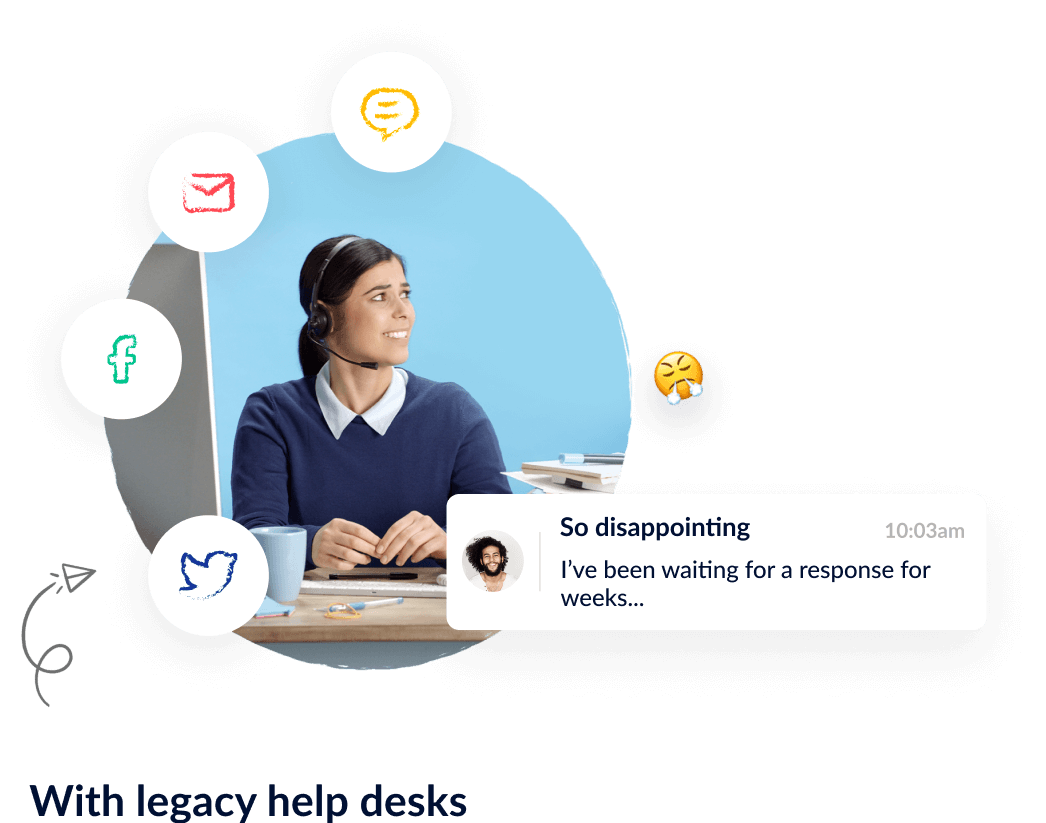 So disappointing
10:03am
I’ve been waiting for a response for
weeks...
With legacy help desks